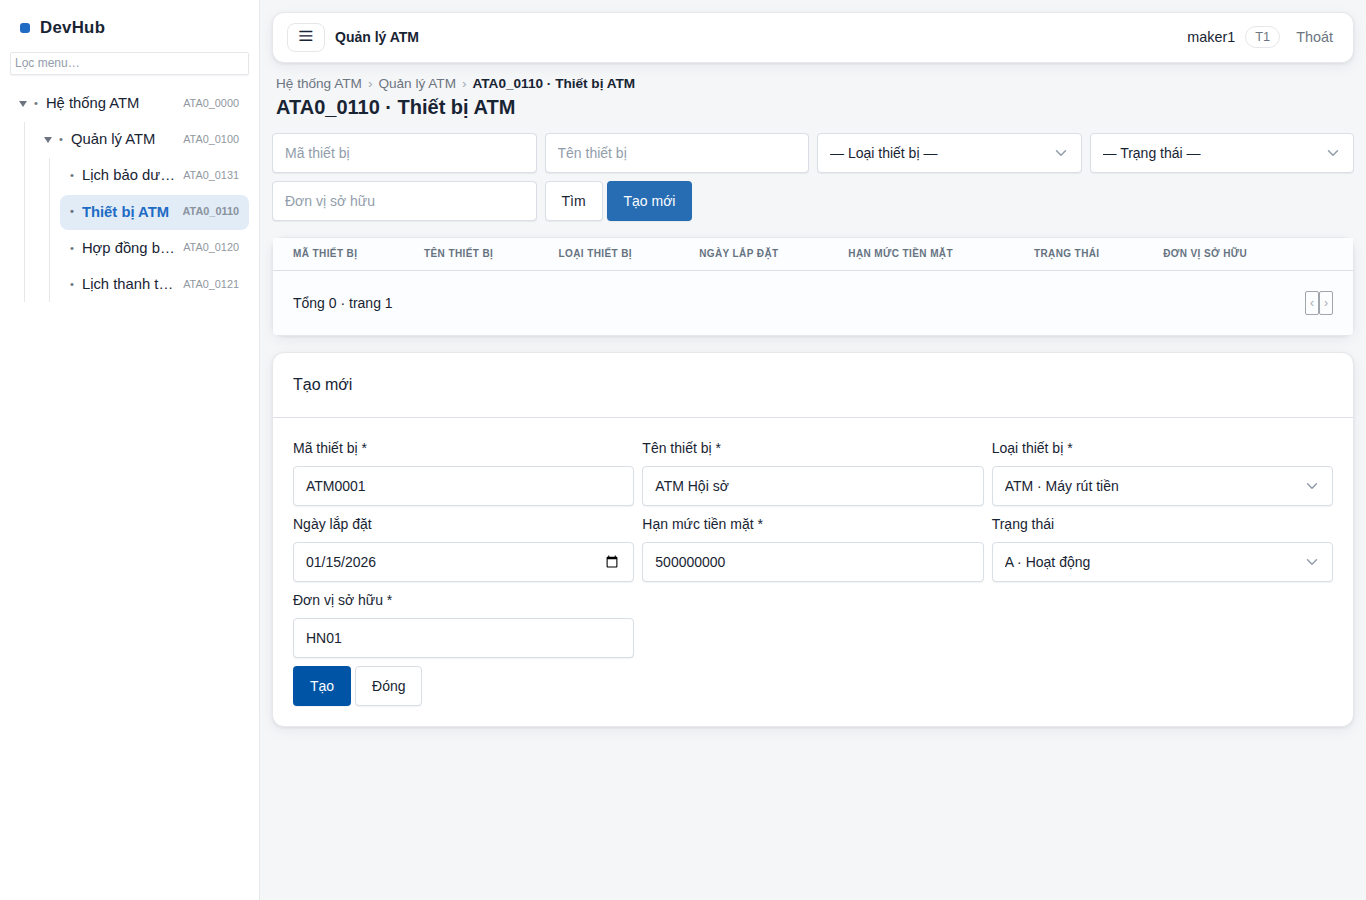 DevHub
Lọc menu…
Hệ thống ATM ATA0_0000
Quản lý ATM ATA0_0100
Lịch bảo dư… ATA0_0131
Thiết bị ATM ATA0_0110
Hợp đồng b… ATA0_0120
Lịch thanh t… ATA0_0121
Quản lý ATM
maker1 T1 Thoát
Hệ thống ATM › Quản lý ATM › ATA0_0110 · Thiết bị ATM
ATA0_0110 · Thiết bị ATM
Mã thiết bị Tên thiết bị — Loại thiết bị — — Trạng thái —
Đơn vị sở hữu Tìm Tạo mới
MÃ THIẾT BỊ TÊN THIẾT BỊ LOẠI THIẾT BỊ NGÀY LẮP ĐẶT HẠN MỨC TIỀN MẶT TRẠNG THÁI ĐƠN VỊ SỞ HỮU
Tổng 0 · trang 1 ‹ ›
Tạo mới
Mã thiết bị * Tên thiết bị * Loại thiết bị *
ATM0001 ATM Hội sở ATM · Máy rút tiền
Ngày lắp đặt Hạn mức tiền mặt * Trạng thái
01/15/2026 500000000 A · Hoạt động
Đơn vị sở hữu *
HN01
Tạo Đóng